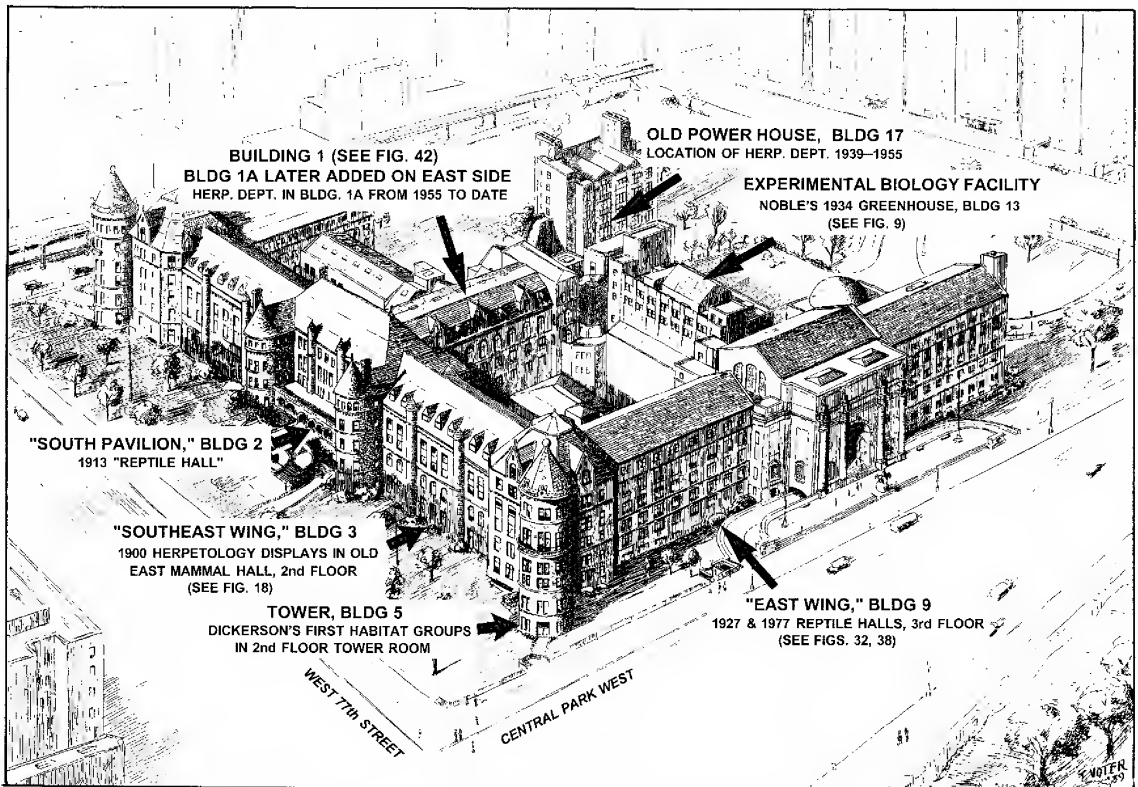 BUILDING 1 (SEE FIG. 42)
BLDG 1A LATER ADDED ON EAST SIDE
HERP. DEPT. IN BLDG. 1A FROM 1955 TO DATE
OLD POWER HOUSE, BLDG 17
LOCATION OF HERP. DEPT. 1939–1955
EXPERIMENTAL BIOLOGY FACILITY
NOBLE'S 1934 GREENHOUSE, BLDG 13
(SEE FIG. 9)
"SOUTH PAVILION," BLDG 2
1913 "REPTILE HALL"
"SOUTHEAST WING," BLDG 3
1900 HERPETOLOGY DISPLAYS IN OLD
EAST MAMMAL HALL, 2nd FLOOR
(SEE FIG. 18)
TOWER, BLDG 5
DICKERSON'S FIRST HABITAT GROUPS
IN 2nd FLOOR TOWER ROOM
"EAST WING," BLDG 9
1927 & 1977 REPTILE HALLS, 3rd FLOOR
(SEE FIGS. 32, 38)
WEST 77th STREET
CENTRAL PARK WEST
VOTER